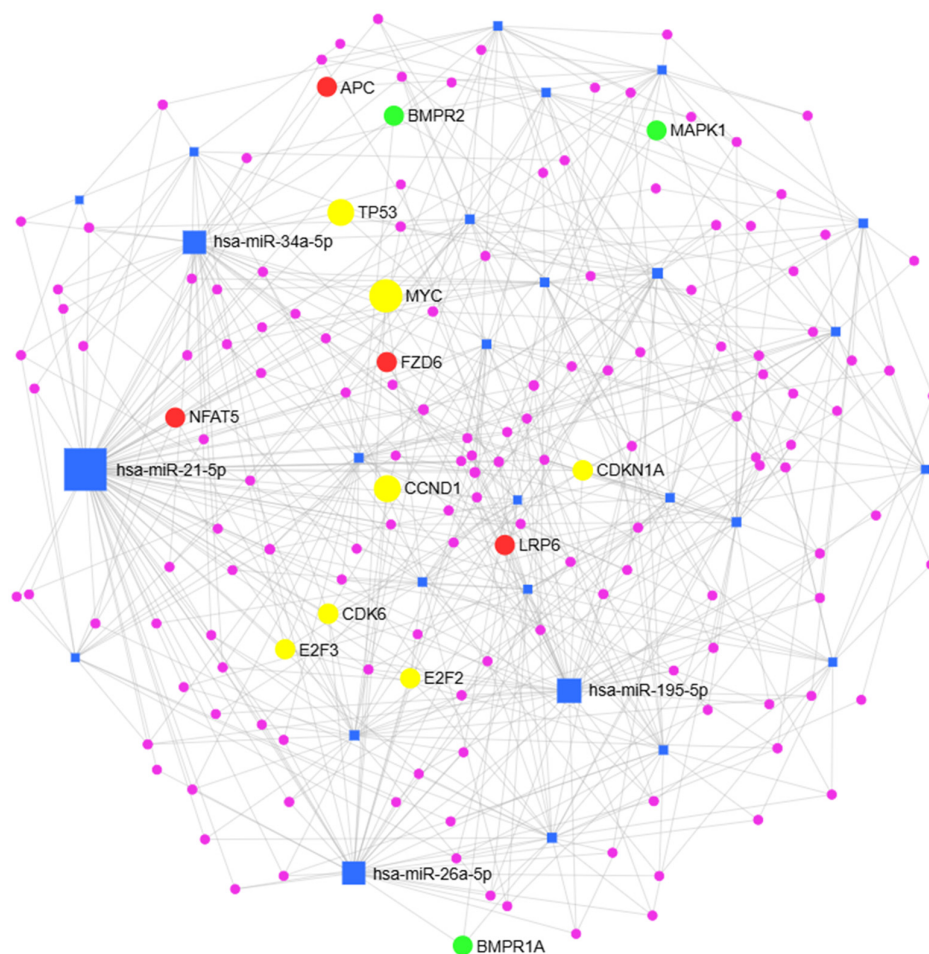 APC
BMPR2
MAPK1
TP53
hsa-miR-34a-5p
MYC
FZD6
NFAT5
hsa-miR-21-5p
CDKN1A
CCND1
LRP6
CDK6
E2F3
E2F2
hsa-miR-195-5p
hsa-miR-26a-5p
BMPR1A